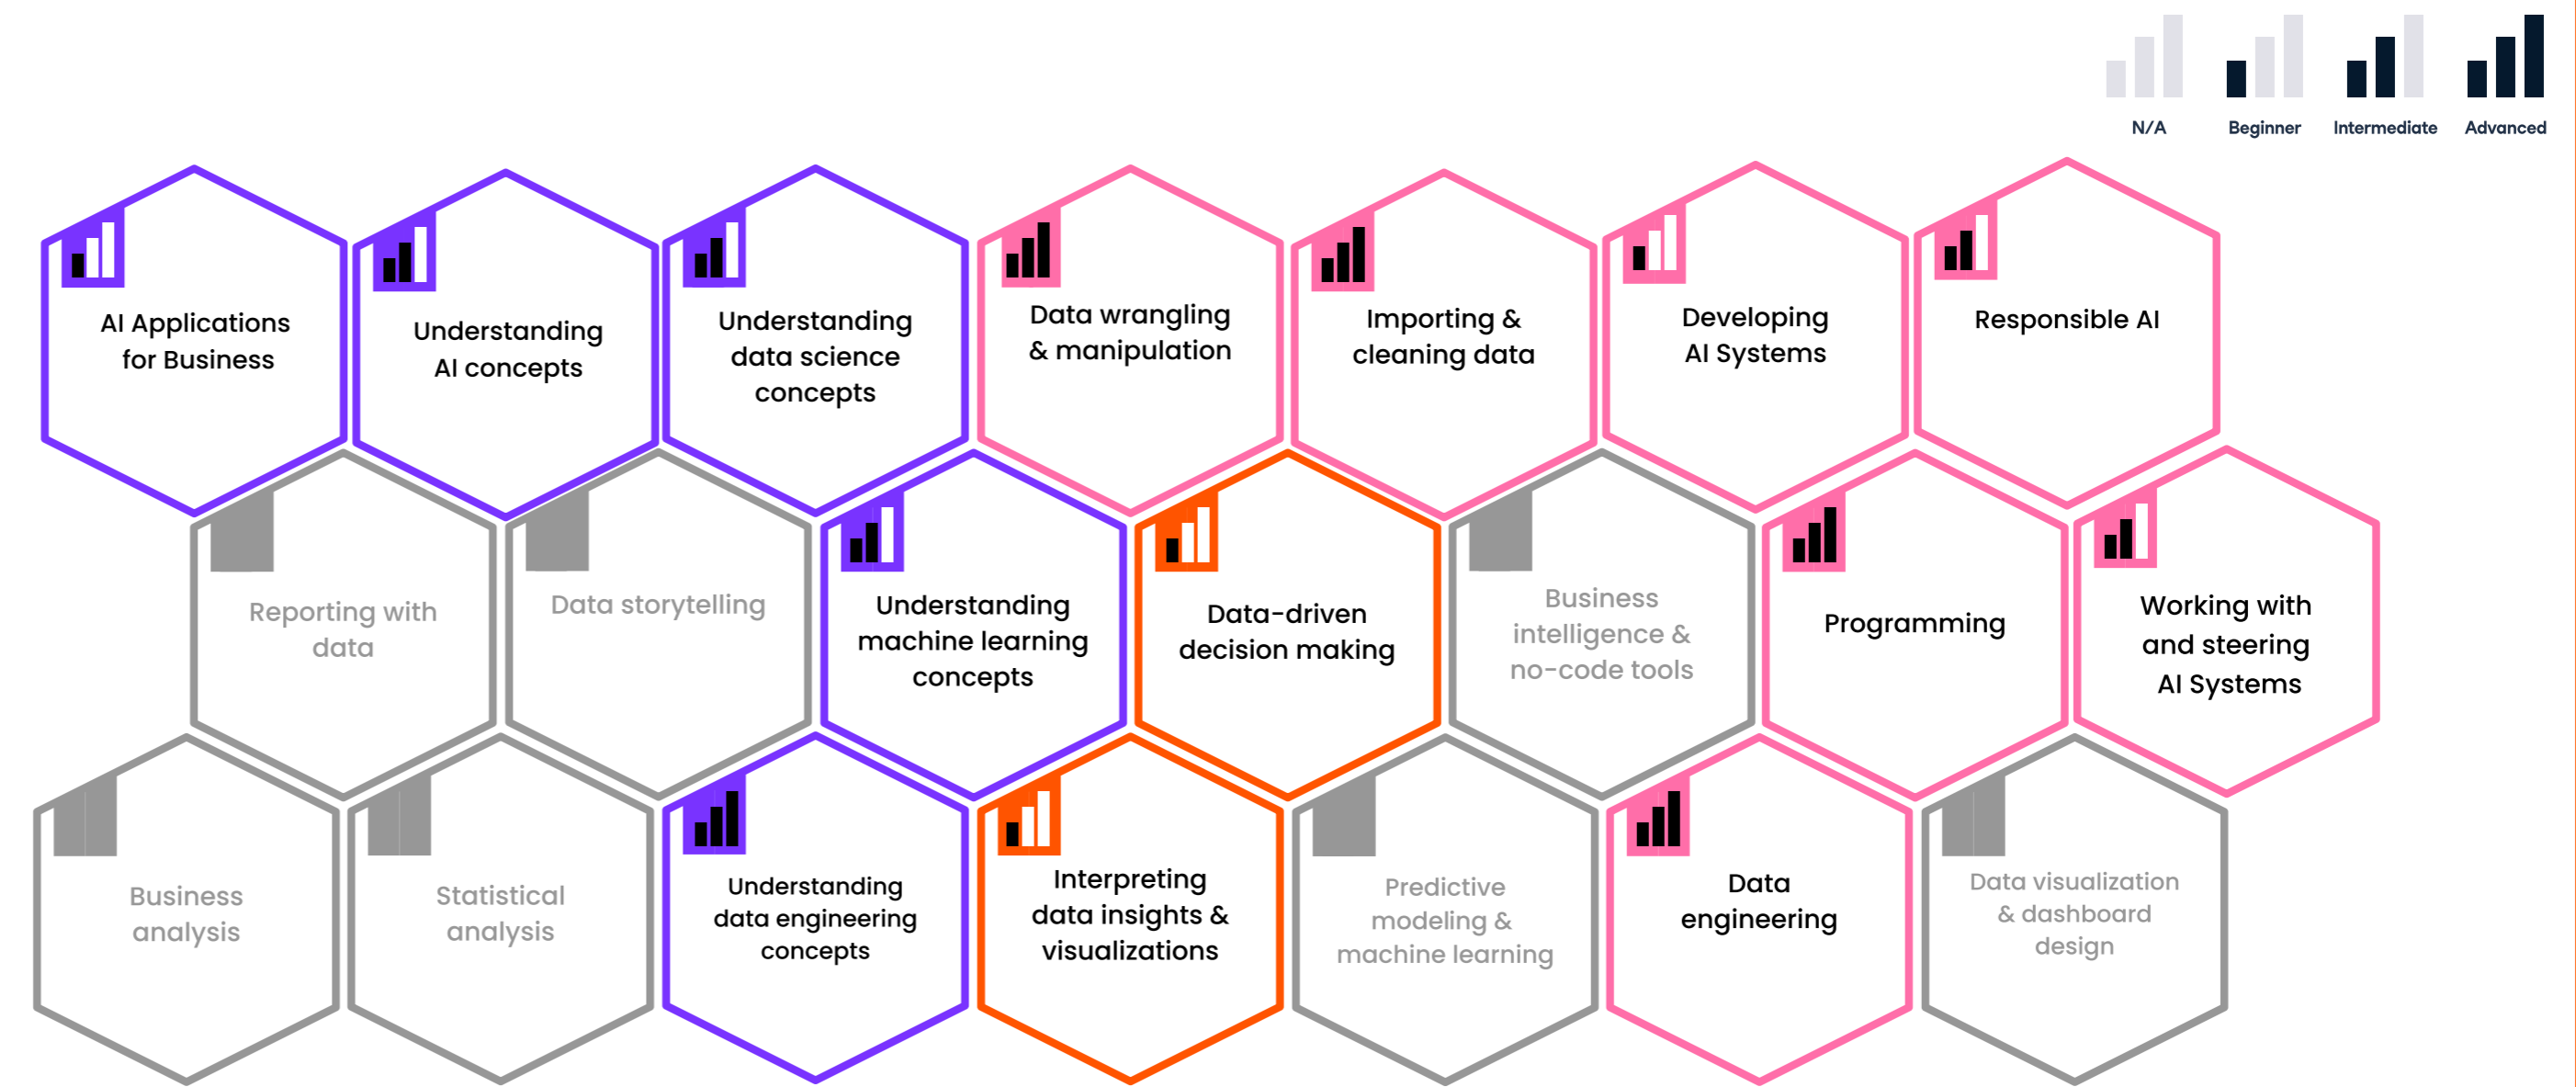 N/A
Beginner
Intermediate
Advanced
AI Applications
for Business
Understanding
AI concepts
Understanding
data science
concepts
Data wrangling
& manipulation
Importing &
cleaning data
Developing
AI Systems
Responsible AI
Reporting with
data
Data storytelling
Understanding
machine learning
concepts
Data-driven
decision making
Business
intelligence &
no-code tools
Programming
Working with
and steering
AI Systems
Business
analysis
Statistical
analysis
Understanding
data engineering
concepts
Interpreting
data insights &
visualizations
Predictive
modeling &
machine learning
Data
engineering
Data visualization
& dashboard
design